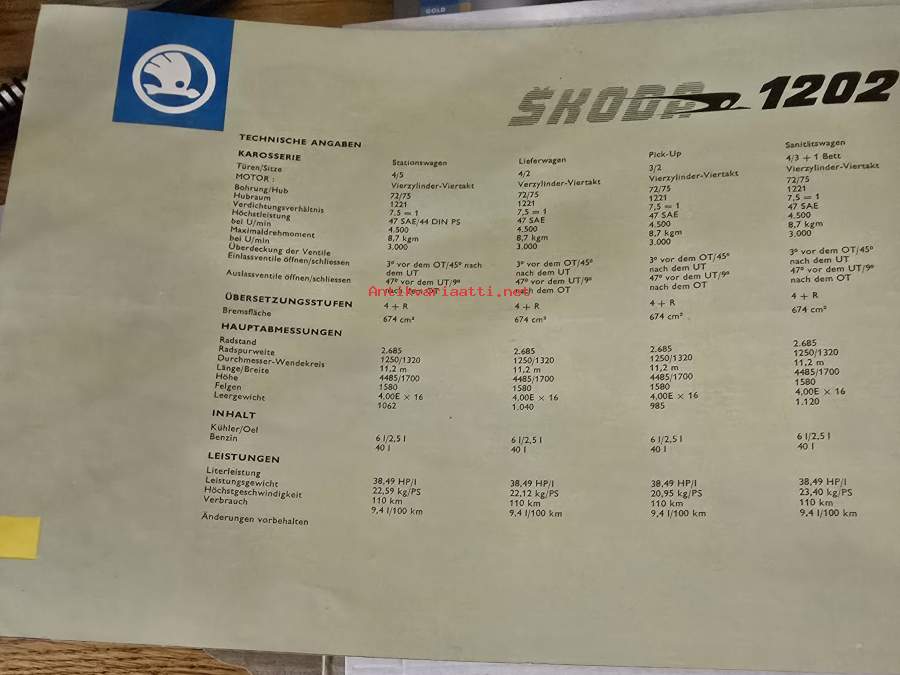 GOLD
ŠKODA 1202
TECHNISCHE ANGABEN
KAROSSERIE Stationswagen Lieferwagen Pick-Up Sanitätswagen
Türen/Sitze 4/5 4/2 3/2 4/3 + 1 Bett
MOTOR: Vierzylinder-Viertakt Verzylinder-Viertakt Vierzylinder-Viertakt Vierzylinder-Viertakt
Bohrung/Hub 72/75 72/75 72/75 72/75
Hubraum 1221 1221 1221 1221
Verdichtungsverhältnis 7,5 = 1 7,5 = 1 7,5 = 1 7,5 = 1
Höchstleistung 47 SAE/44 DIN PS 47 SAE 47 SAE 47 SAE
bei U/min 4.500 4.500 4.500 4.500
Maximaldrehmoment 8,7 kgm 8,7 kgm 8,7 kgm 8,7 kgm
bei U/min 3.000 3.000 3.000 3.000
Überdeckung der Ventile
Einlassventile öffnen/schliessen 3° vor dem OT/45° nach 3° vor dem OT/45° 3° vor dem OT/45° 3° vor dem OT/45°
dem UT nach dem UT nach dem UT nach dem UT
Auslassventile öffnen/schliessen 47° vor dem UT/9° 47° vor dem UT/9° 47° vor dem UT/9° 47° vor dem UT/9°
nach dem OT nach dem OT nach dem OT nach dem OT
Antikvariaatti.net
ÜBERSETZUNGSSTUFEN 4 + R 4 + R 4 + R 4 + R
Bremsfläche 674 cm² 674 cm² 674 cm² 674 cm²
HAUPTABMESSUNGEN
Radstand 2.685 2.685 2.685 2.685
Radspurweite 1250/1320 1250/1320 1250/1320 1250/1320
Durchmesser-Wendekreis 11,2 m 11,2 m 11,2 m 11,2 m
Länge/Breite 4485/1700 4485/1700 4485/1700 4485/1700
Höhe 1580 1580 1580 1580
Felgen 4,00E × 16 4,00E × 16 4,00E × 16 4,00E × 16
Leergewicht 1062 1.040 985 1.120
INHALT
Kühler/Oel 6 l/2,5 l 6 l/2,5 l 6 l/2,5 l 6 l/2,5 l
Benzin 40 l 40 l 40 l 40 l
LEISTUNGEN
Literleistung 38,49 HP/l 38,49 HP/l 38,49 HP/l 38,49 HP/l
Leistungsgewicht 22,59 kg/PS 22,12 kg/PS 20,95 kg/PS 23,40 kg/PS
Höchstgeschwindigkeit 110 km 110 km 110 km 110 km
Verbrauch 9,4 l/100 km 9,4 l/100 km 9,4 l/100 km 9,4 l/100 km
Änderungen vorbehalten